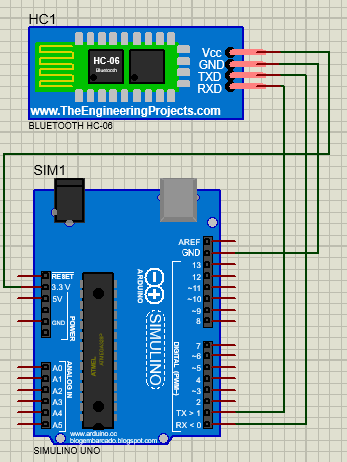 HC1
HC-06
Bluetooth
Vcc
GND
TXD
RXD
www.TheEngineeringProjects.com
BLUETOOTH HC-06
SIM1
AREF
GND
RESET
3.3 V
5V
GND
POWER
13
12
~11
~10
~9
8
ARDUINO
SIMULINO
ATMEL
ATMEGA328P
DIGITAL (PWM~)
7
~6
~5
4
~3
2
TX > 1
RX < 0
ANALOG IN
A0
A1
A2
A3
A4
A5
www.arduino.cc
blogembarcado.blogspot.com
SIMULINO UNO